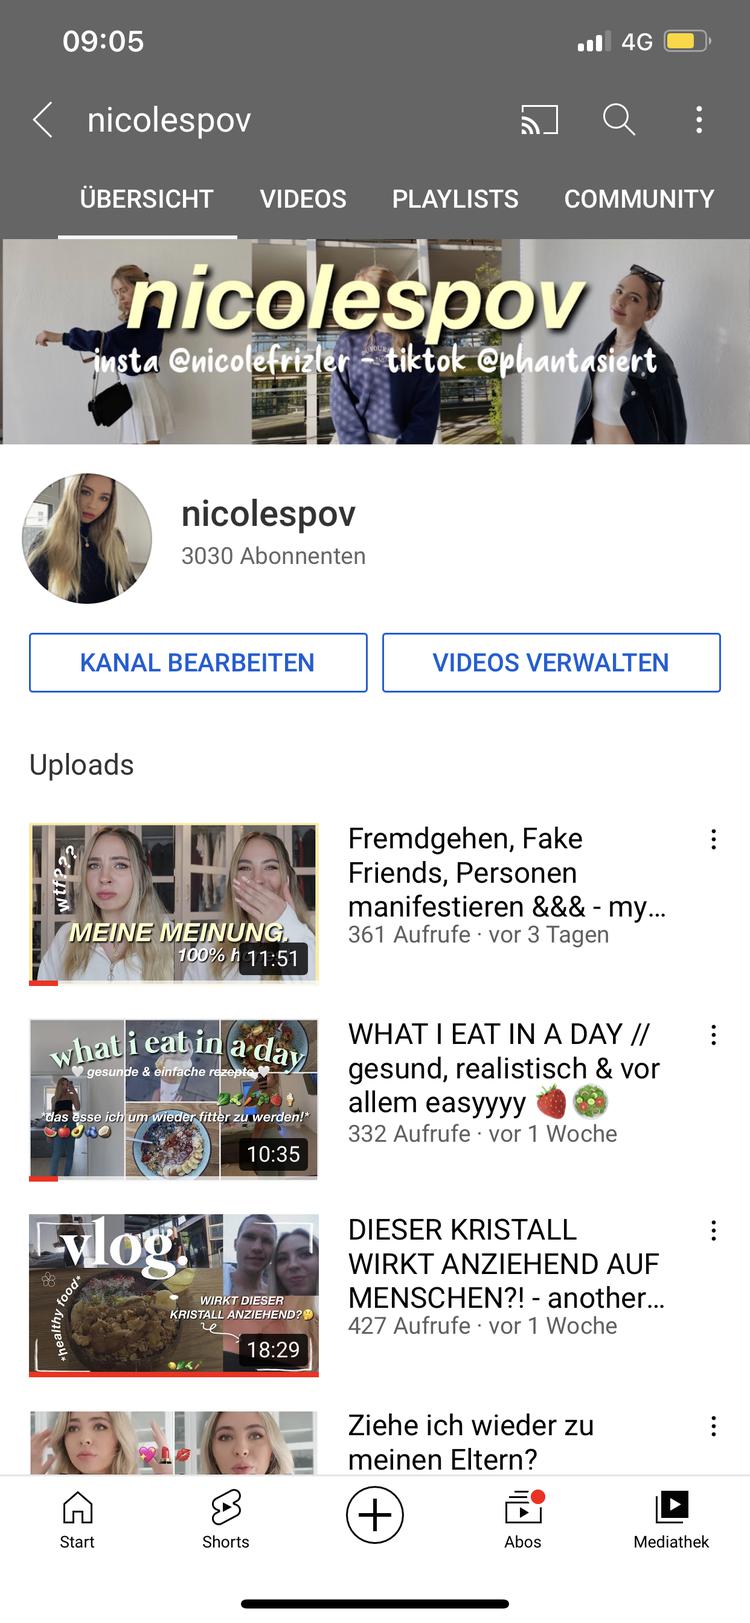 09:05
4G
nicolespov
ÜBERSICHT VIDEOS PLAYLISTS COMMUNITY
nicolespov
insta @nicolefrizler - tiktok @phantasiert
nicolespov
3030 Abonnenten
KANAL BEARBEITEN
VIDEOS VERWALTEN
Uploads
wtf???
MEINE MEINUNG.
100%
11:51
Fremdgehen, Fake
Friends, Personen
manifestieren &&& - my...
361 Aufrufe · vor 3 Tagen
what i eat in a day
gesunde & einfache rezepte
*das esse ich um wieder fitter zu werden!*
10:35
WHAT I EAT IN A DAY //
gesund, realistisch & vor
allem easyyyy 🍓🥗
332 Aufrufe · vor 1 Woche
vlog.
*healthy food*
WIRKT DIESER
KRISTALL ANZIEHEND?🤔
18:29
DIESER KRISTALL
WIRKT ANZIEHEND AUF
MENSCHEN?! - another...
427 Aufrufe · vor 1 Woche
Ziehe ich wieder zu
meinen Eltern?
Start
Shorts
Abos
Mediathek